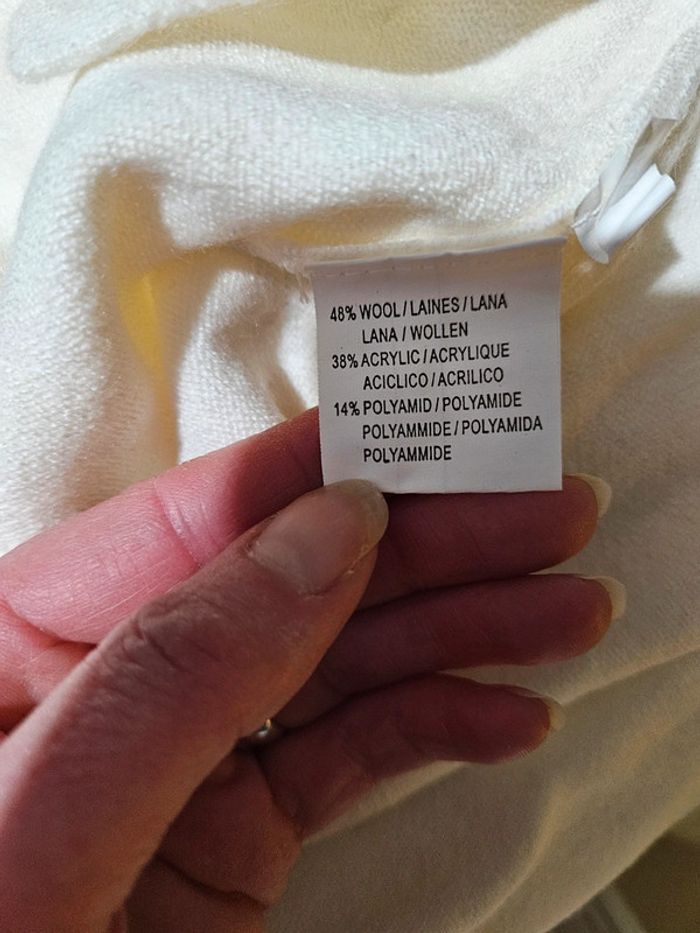 48% WOOL / LAINES / LANA
LANA / WOLLEN
38% ACRYLIC / ACRYLIQUE
ACICLICO / ACRILICO
14% POLYAMID / POLYAMIDE
POLYAMMIDE / POLYAMIDA
POLYAMMIDE